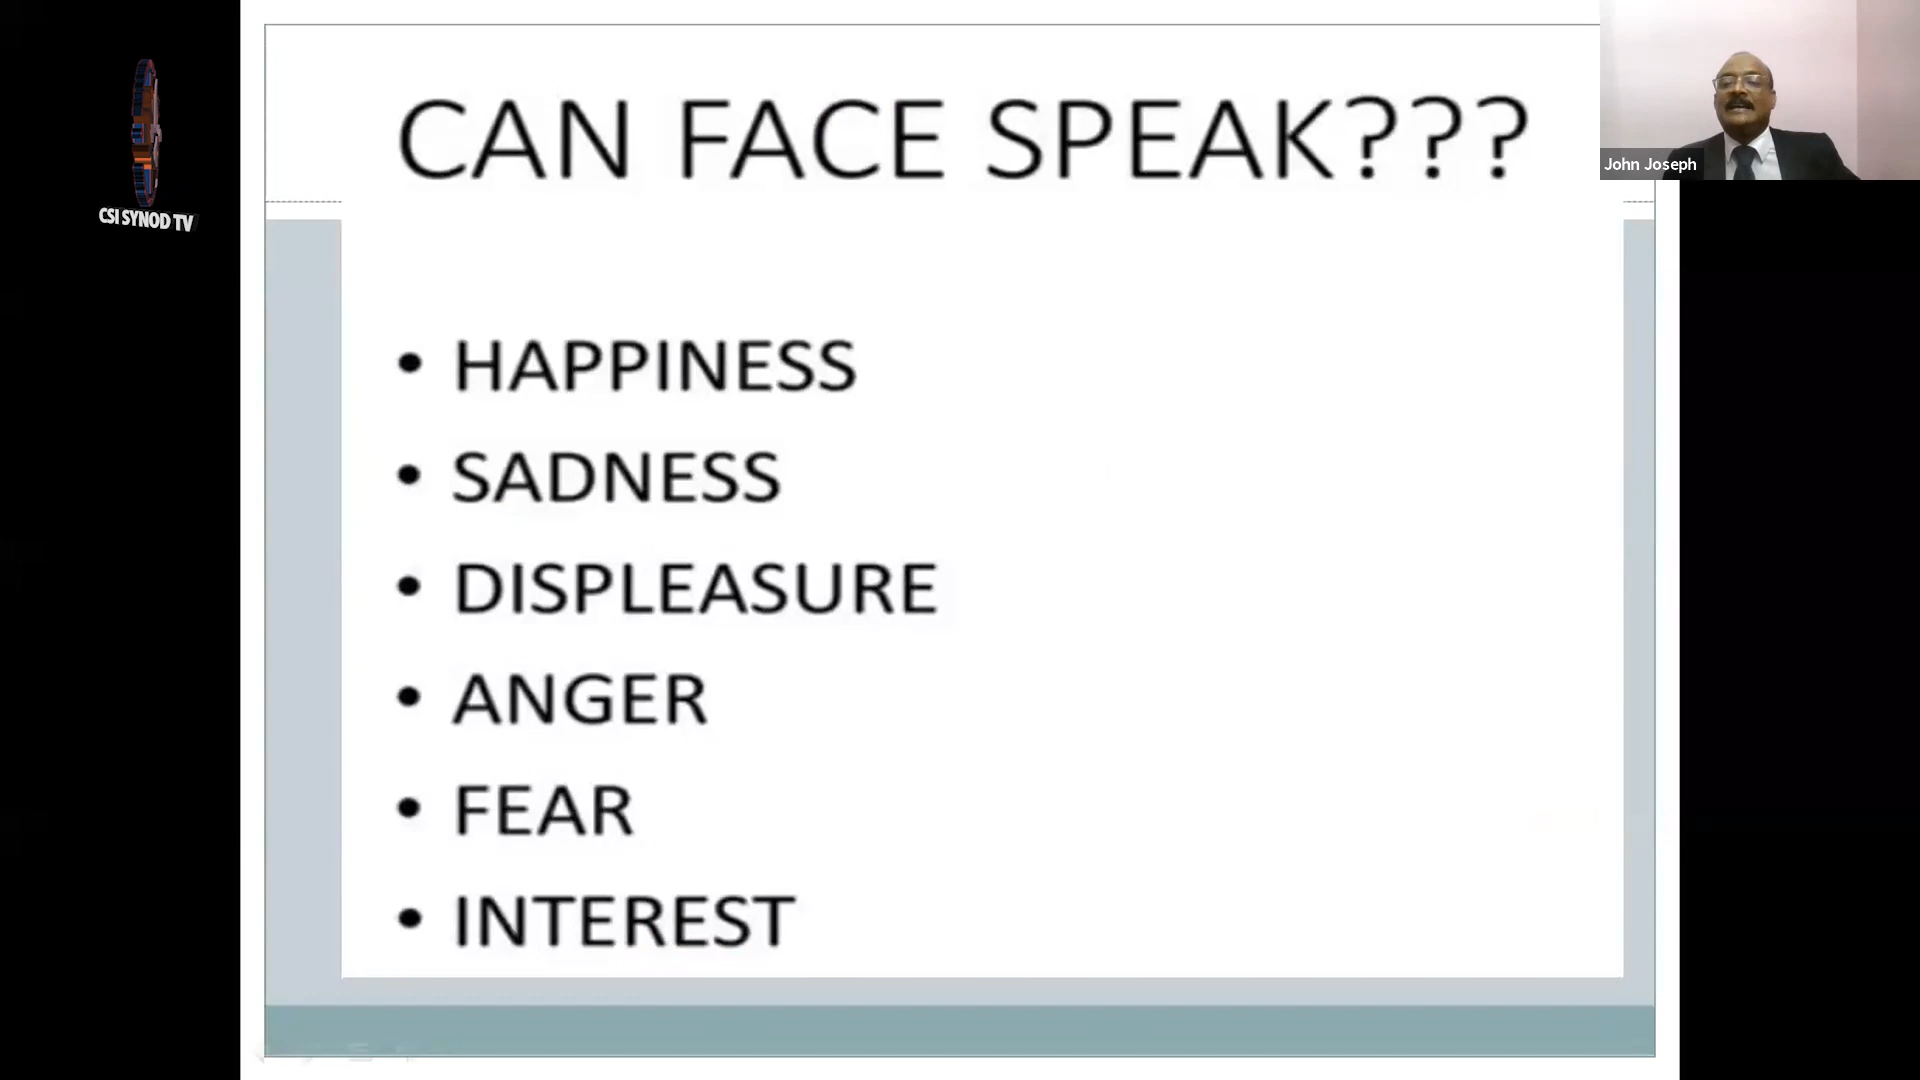 CSI SYNOD TV
CAN FACE SPEAK???
John Joseph
• HAPPINESS
• SADNESS
• DISPLEASURE
• ANGER
• FEAR
• INTEREST